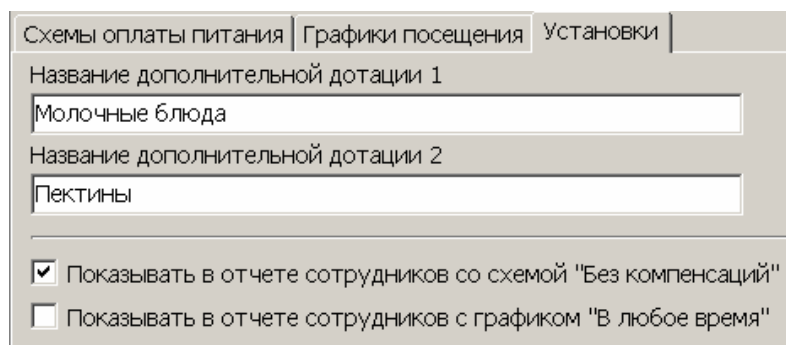 Схемы оплаты питания Графики посещения Установки
Название дополнительной дотации 1
Молочные блюда
Название дополнительной дотации 2
Пектины
Показывать в отчете сотрудников со схемой "Без компенсаций"
Показывать в отчете сотрудников с графиком "В любое время"